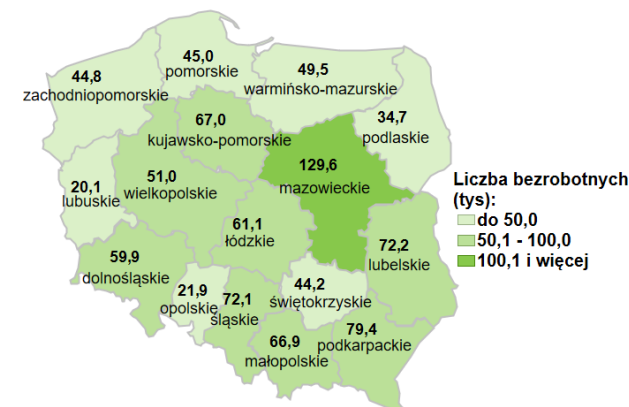 45,0
pomorskie
44,8
zachodniopomorskie
49,5
warmińsko-mazurskie
34,7
podlaskie
67,0
kujawsko-pomorskie
129,6
mazowieckie
20,1
lubuskie
51,0
wielkopolskie
61,1
łódzkie
72,2
lubelskie
59,9
dolnośląskie
21,9
opolskie
72,1
śląskie
44,2
świętokrzyskie
66,9
małopolskie
79,4
podkarpackie
Liczba bezrobotnych
(tys):
do 50,0
50,1 - 100,0
100,1 i więcej